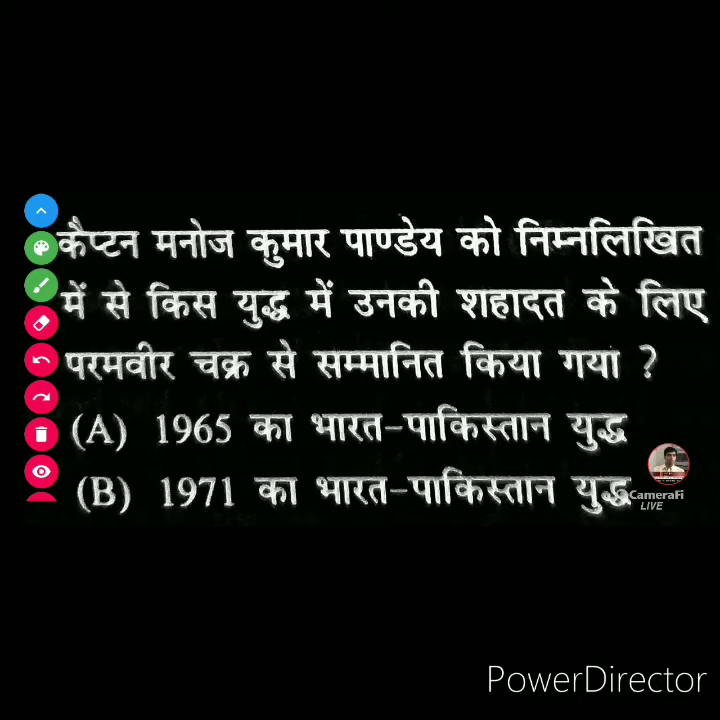 कैप्टन मनोज कुमार पाण्डेय को निम्नलिखित
में से किस युद्ध में उनकी शहादत के लिए
परमवीर चक्र से सम्मानित किया गया ?
(A) 1965 का भारत-पाकिस्तान युद्ध
(B) 1971 का भारत-पाकिस्तान युद्ध
CameraFi
LIVE
PowerDirector